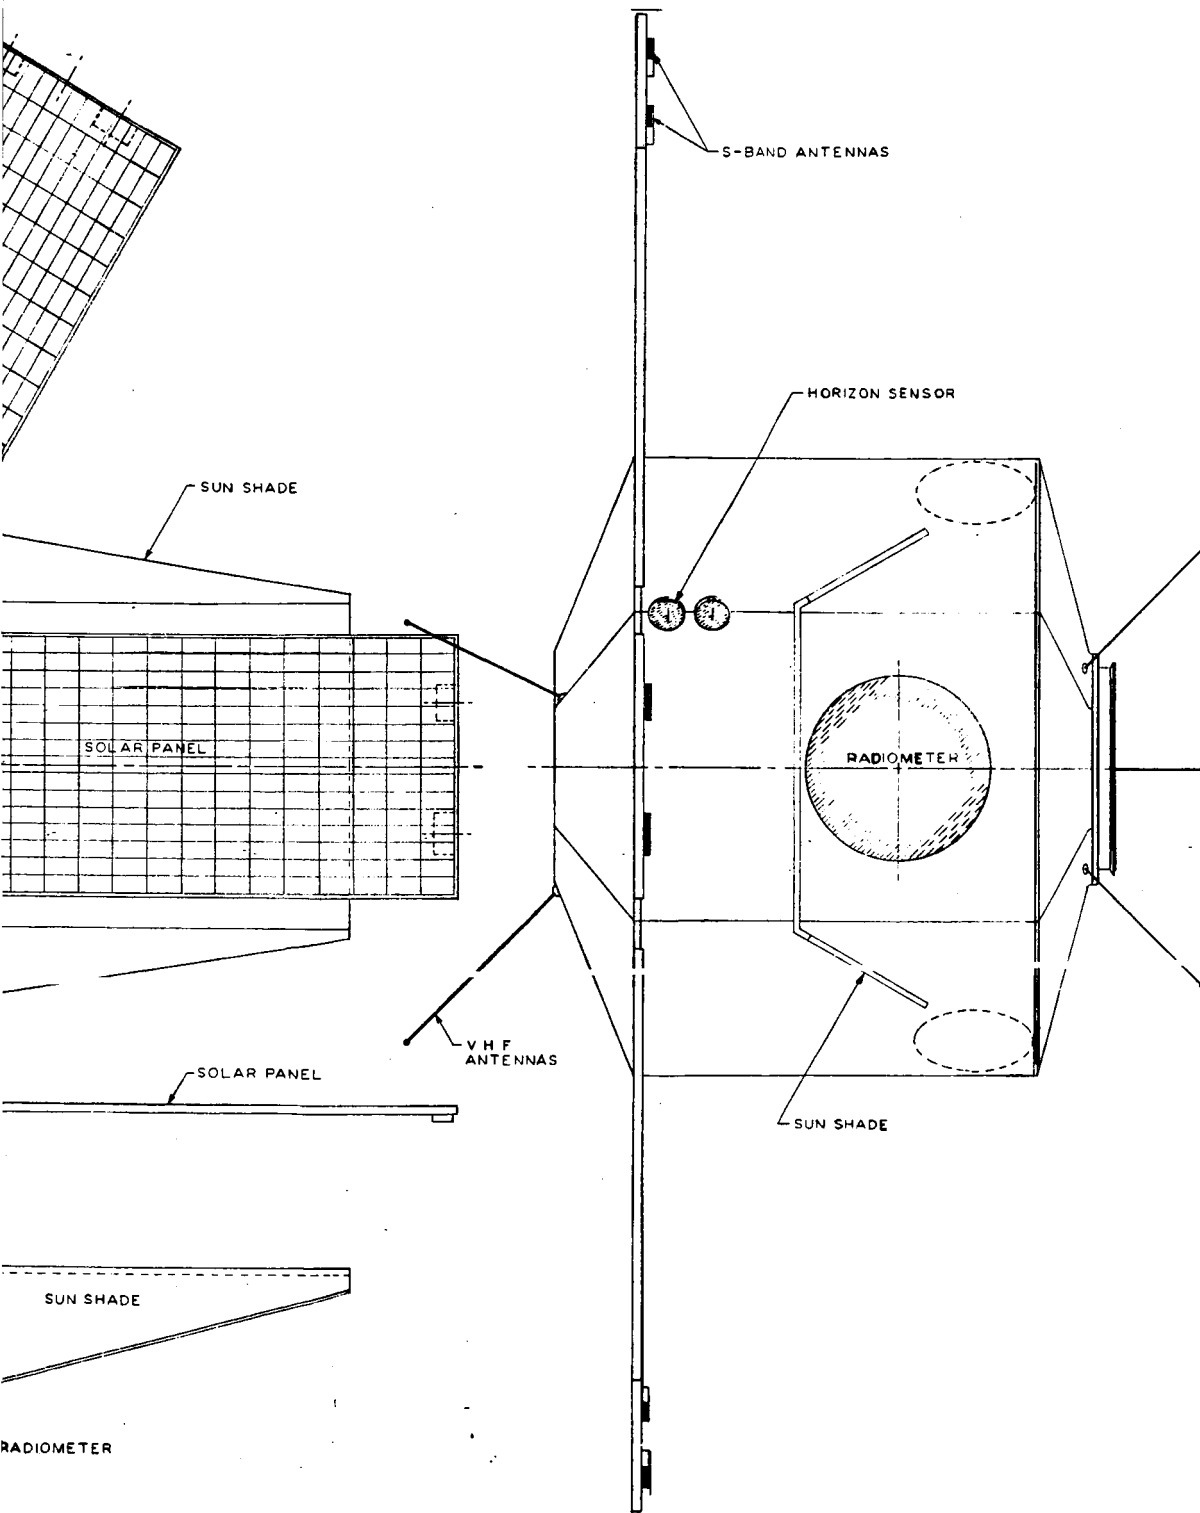 S-BAND ANTENNAS
HORIZON SENSOR
SUN SHADE
SOLAR PANEL
RADIOMETER
V H F
ANTENNAS
SOLAR PANEL
SUN SHADE
SUN SHADE
RADIOMETER